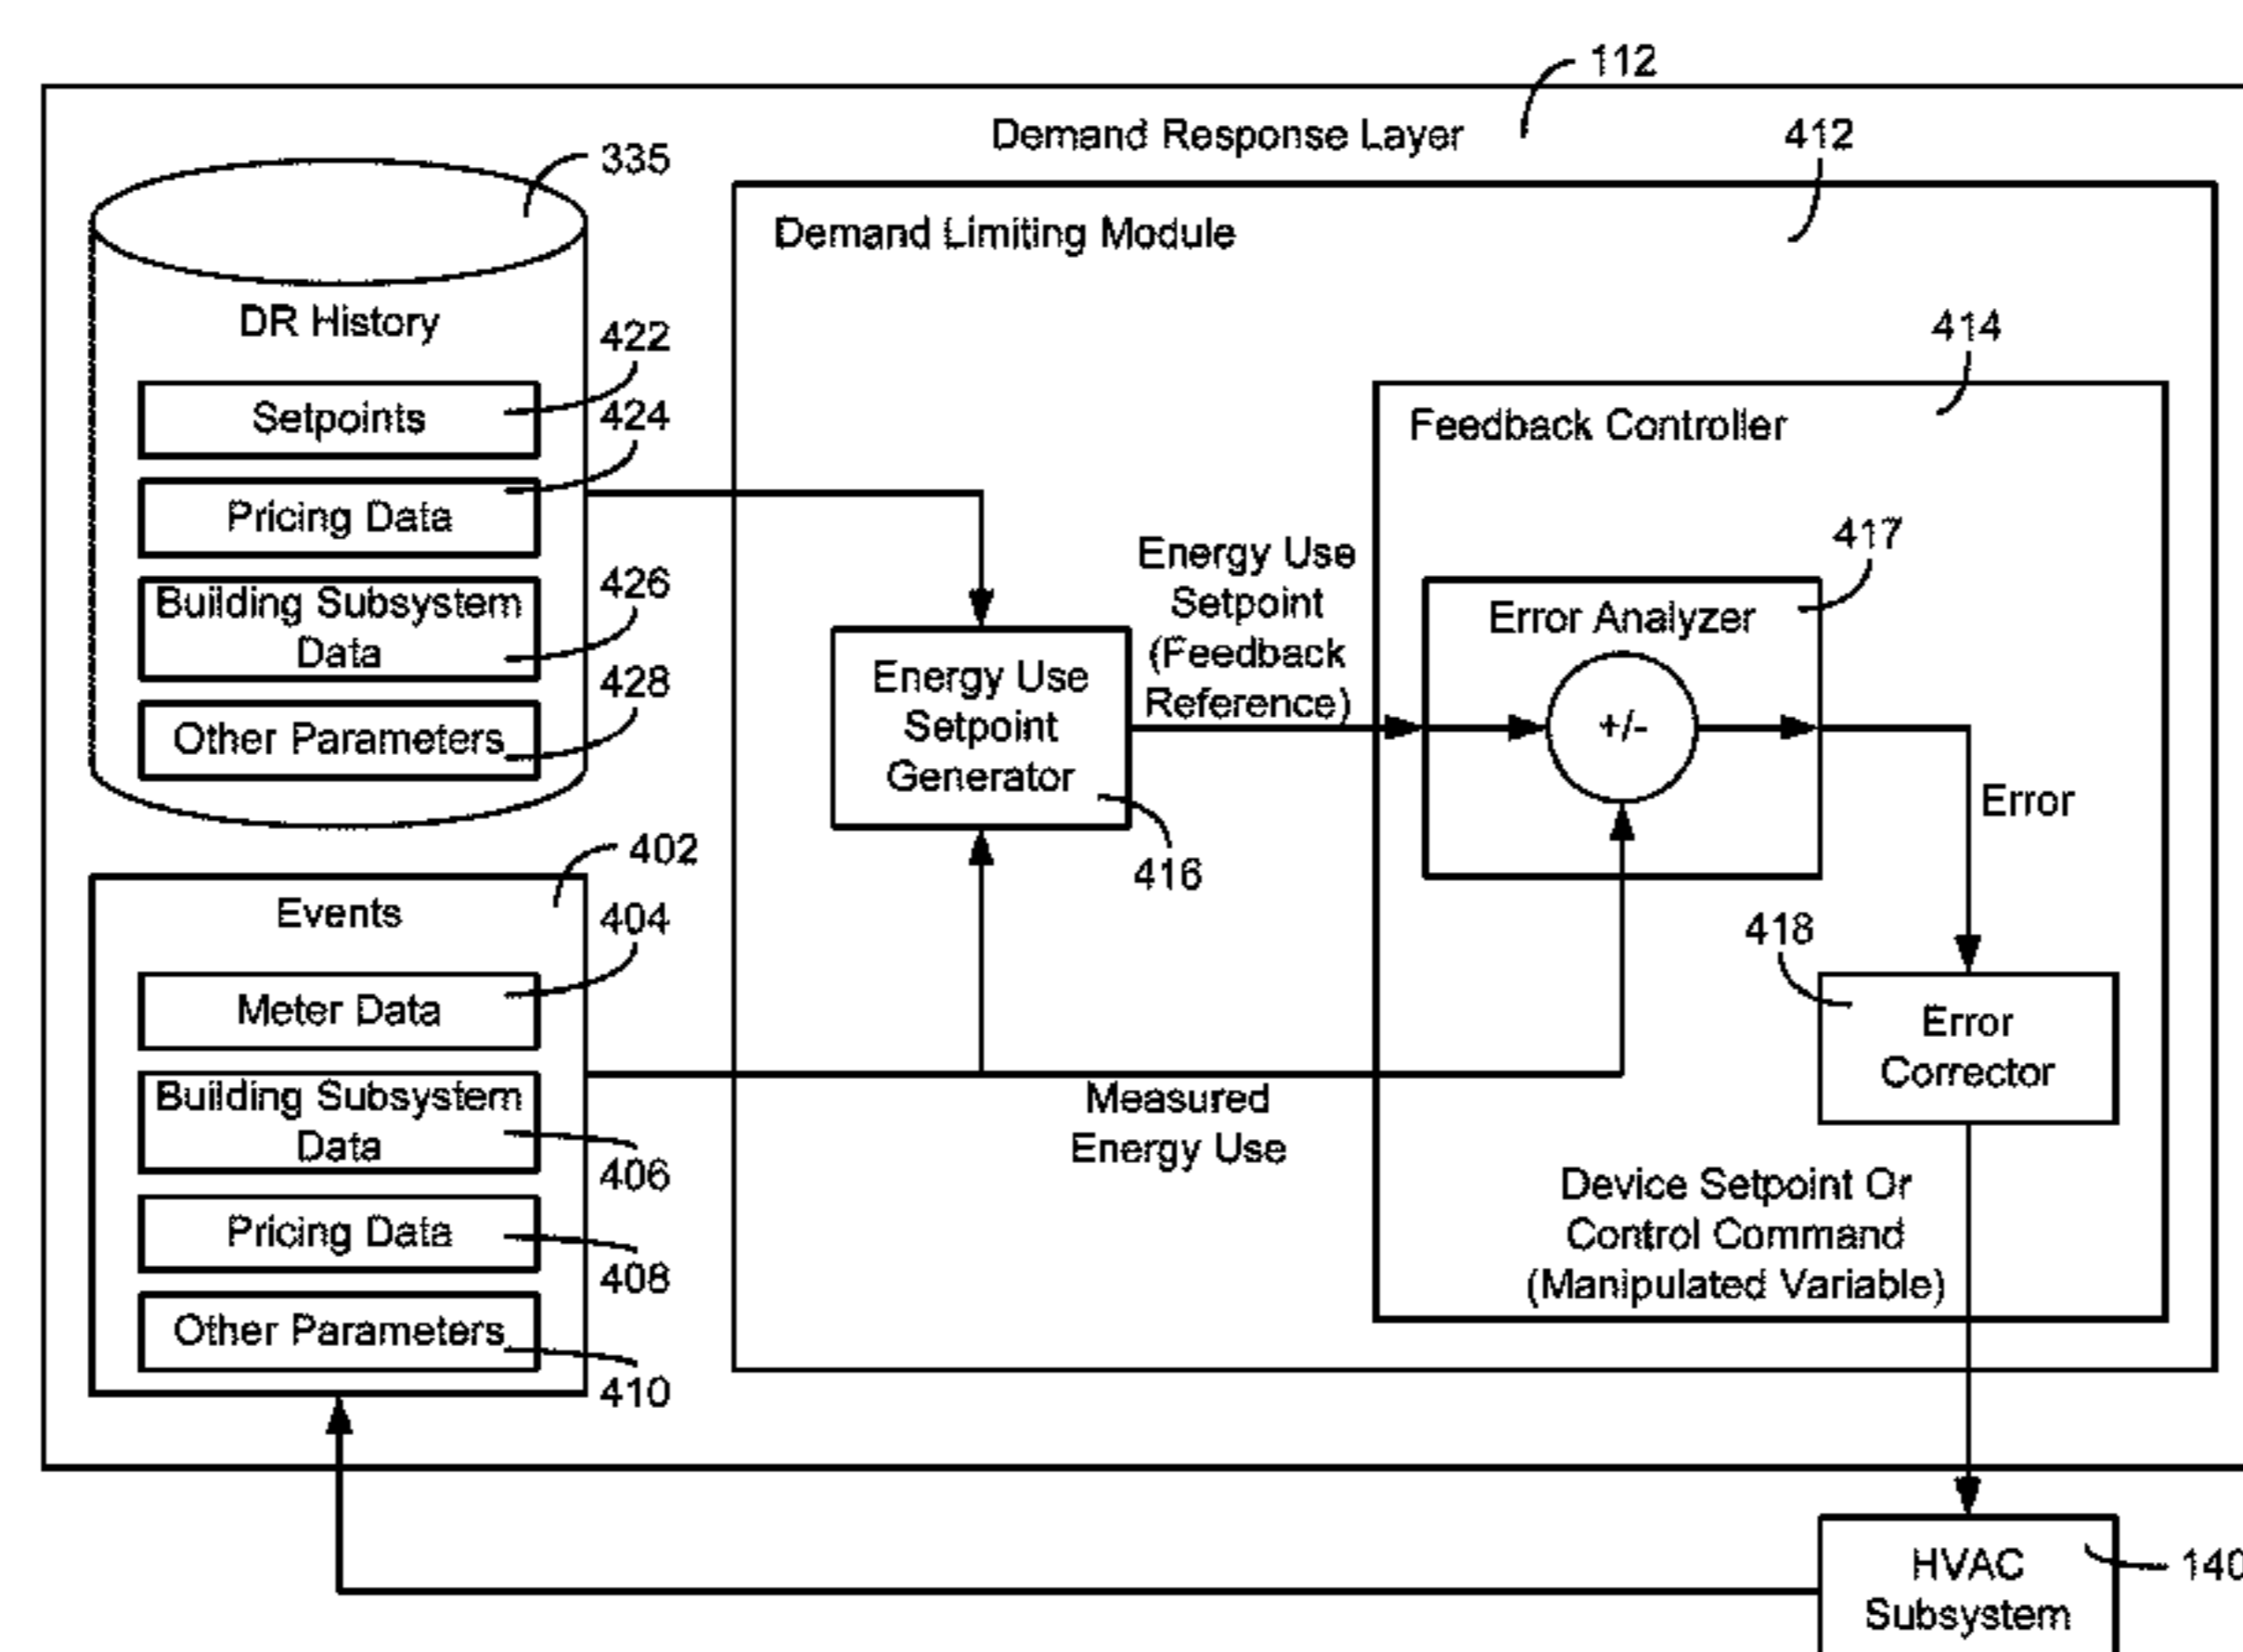 112
Demand Response Layer
412
335
Demand Limiting Module
DR History
422
Setpoints
424
Pricing Data
426
Building Subsystem
Data
428
Other Parameters
414
Feedback Controller
417
Energy Use
Setpoint
(Feedback
Reference)
Error Analyzer
+/-
Energy Use
Setpoint
Generator
416
Error
402
Events
404
Meter Data
Building Subsystem
Data
406
Pricing Data
408
Other Parameters
410
418
Error
Corrector
Measured
Energy Use
Device Setpoint Or
Control Command
(Manipulated Variable)
HVAC
Subsystem
140